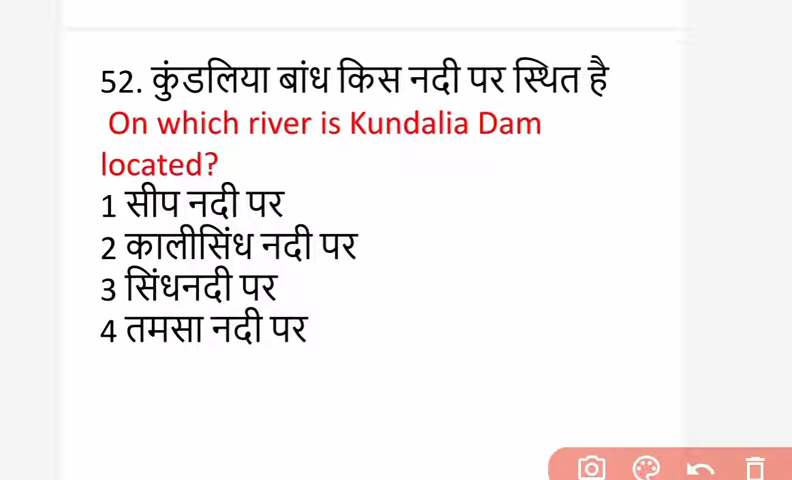 52. कुंडलिया बांध किस नदी पर स्थित है
On which river is Kundalia Dam
located?
1 सीप नदी पर
2 कालीसिंध नदी पर
3 सिंधनदी पर
4 तमसा नदी पर